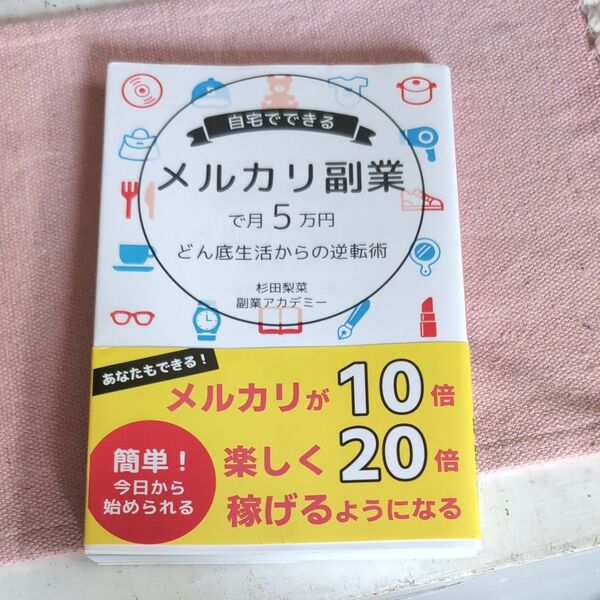 自宅でできる
メルカリ副業
で月5万円
どん底生活からの逆転術
杉田梨菜
副業アカデミー
あなたもできる！
メルカリが10倍
簡単！
今日から
始められる
楽しく20倍
稼げるようになる